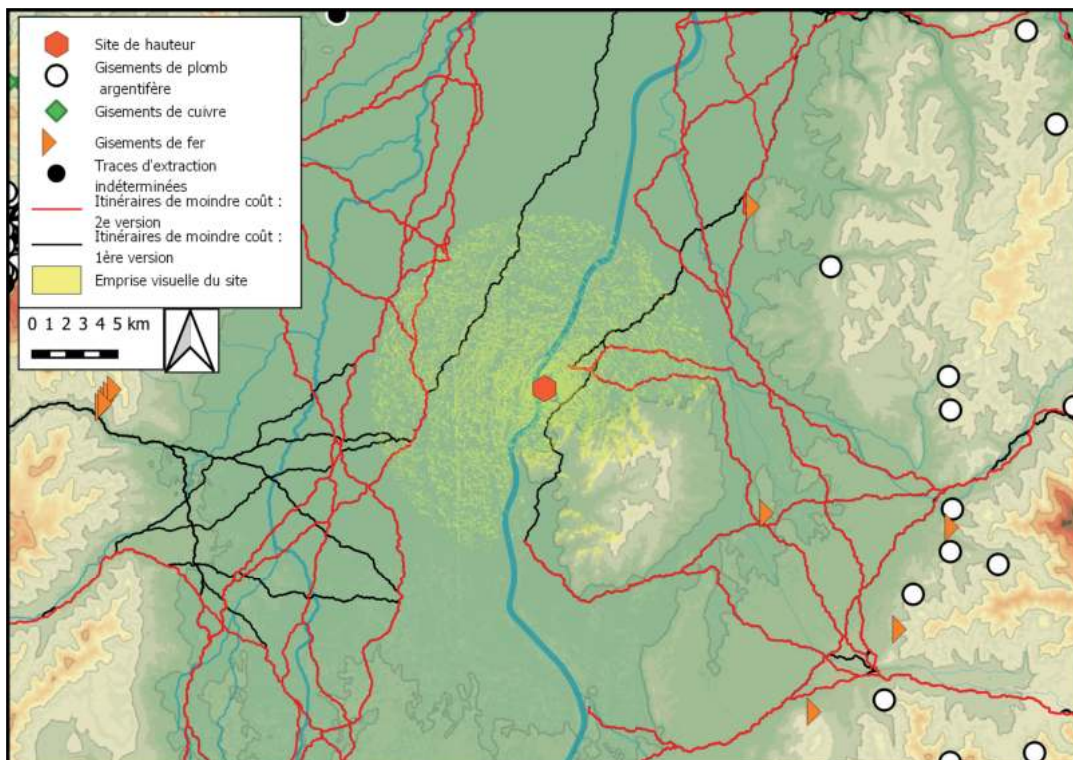 Site de hauteur
Gisements de plomb
argentifère
Gisements de cuivre
Gisements de fer
Traces d'extraction
indéterminées
Itinéraires de moindre coût :
2e version
Itinéraires de moindre coût :
1ère version
Emprise visuelle du site
0 1 2 3 4 5 km